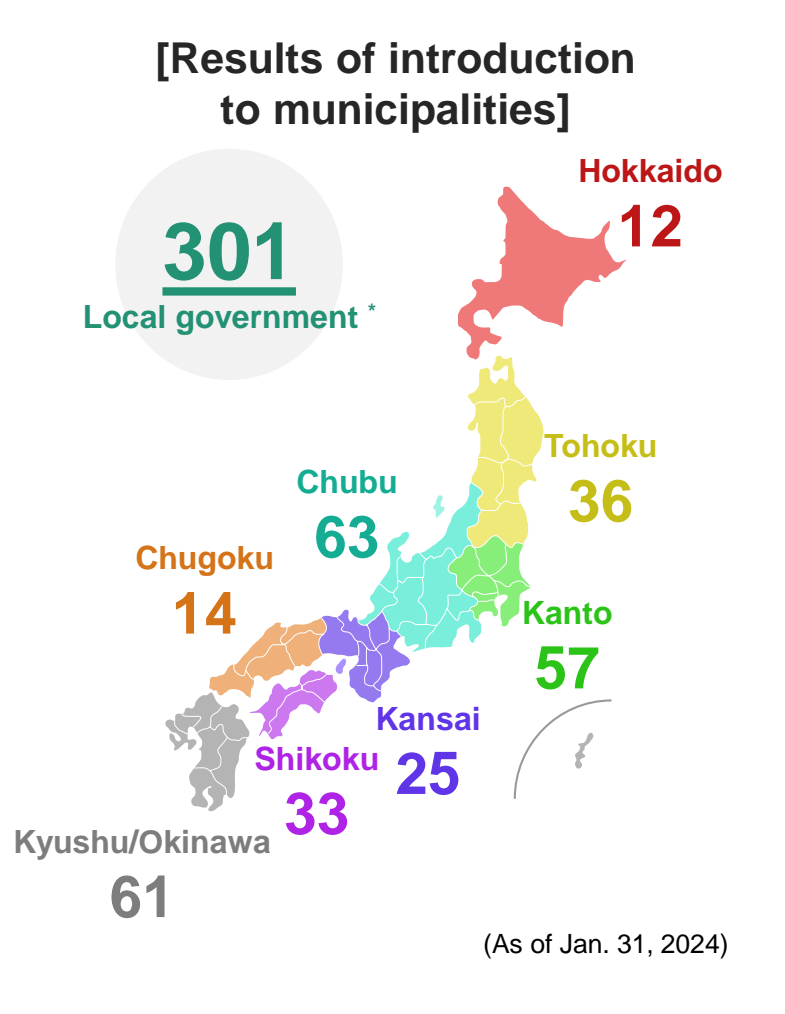 [Results of introduction
to municipalities]
301
Local government *
Hokkaido
12
Tohoku
36
Chubu
63
Chugoku
14
Kanto
57
Kansai
25
Shikoku
33
Kyushu/Okinawa
61
(As of Jan. 31, 2024)